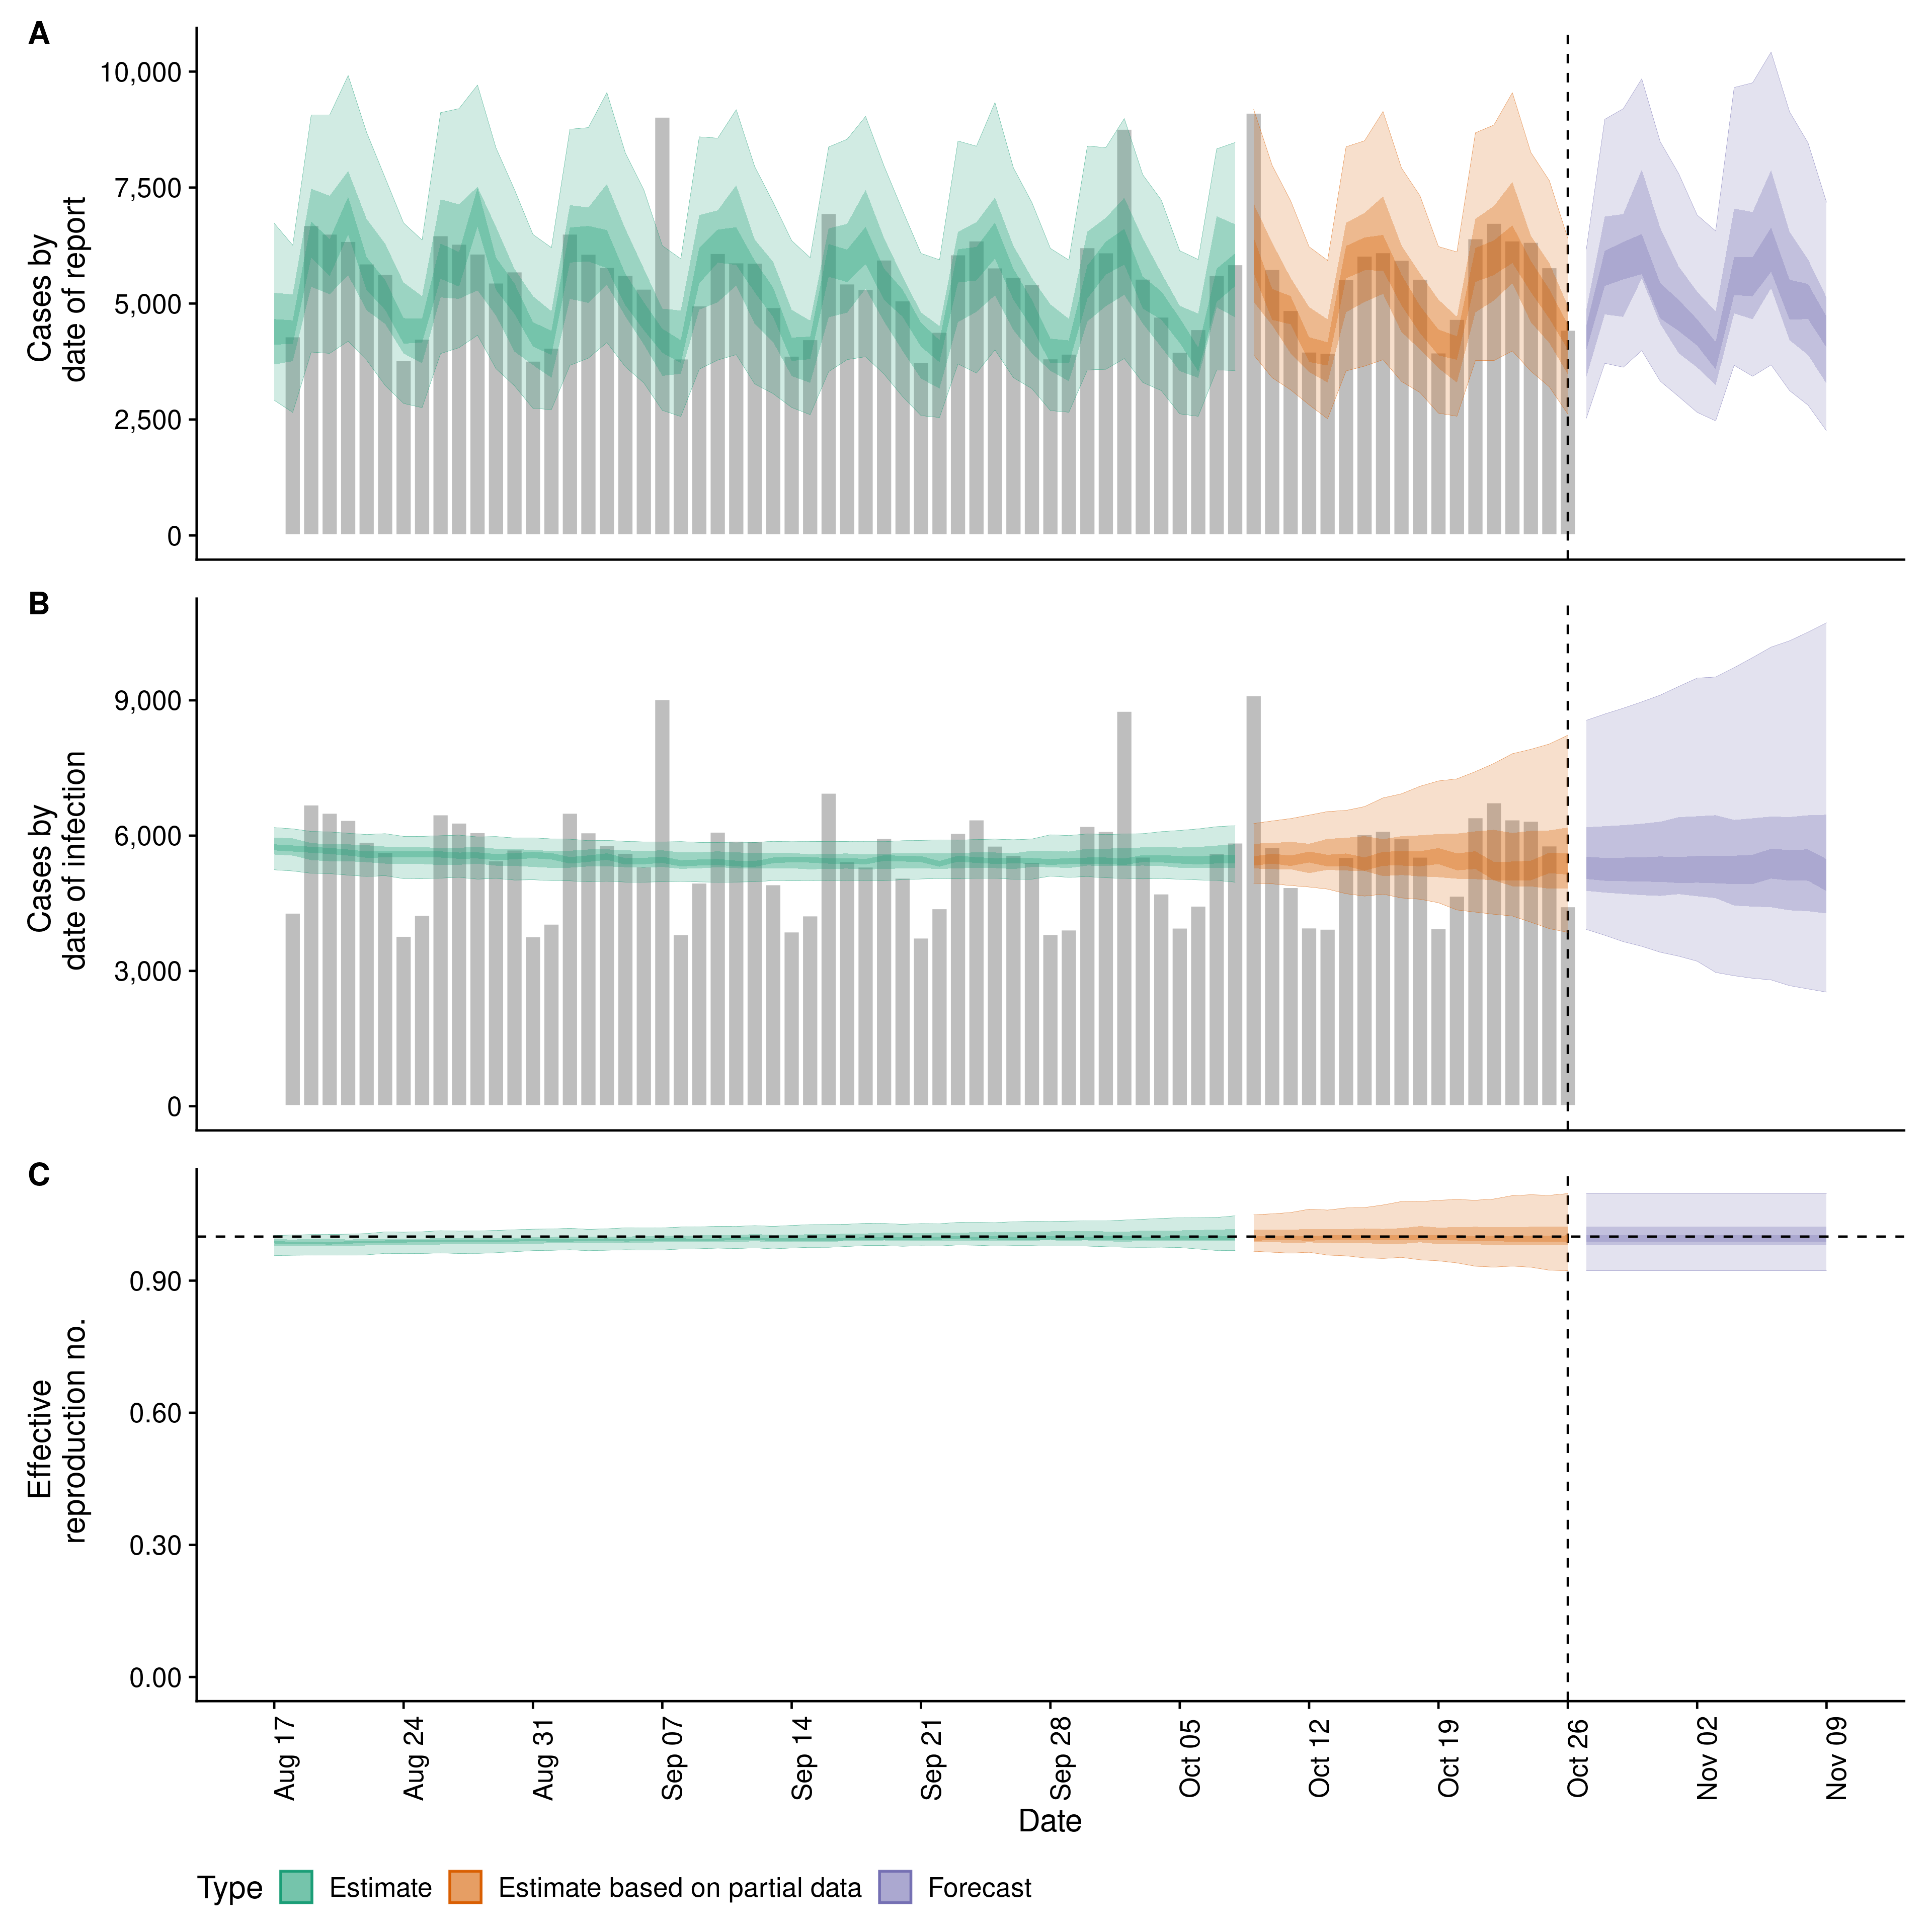 A
Cases by
date of report
10,000
7,500
5,000
2,500
0
B
Cases by
date of infection
9,000
6,000
3,000
0
C
Effective
reproduction no.
0.90
0.60
0.30
0.00
Aug 17
Aug 24
Aug 31
Sep 07
Sep 14
Sep 21
Sep 28
Oct 05
Oct 12
Oct 19
Oct 26
Nov 02
Nov 09
Date
Type Estimate Estimate based on partial data Forecast